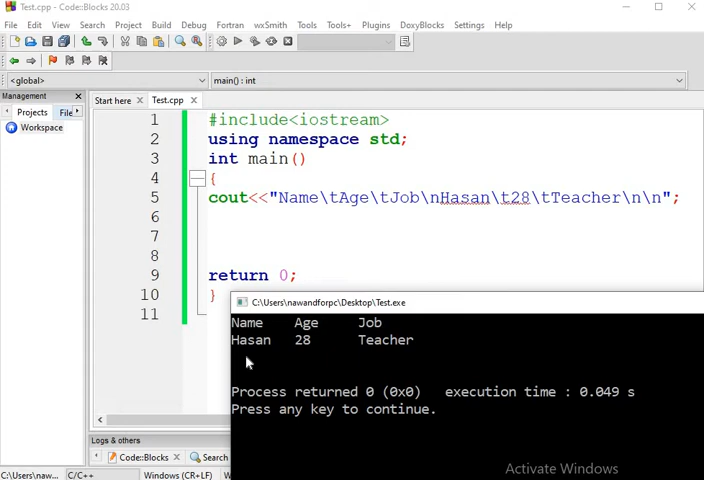 Test.cpp - Code::Blocks 20.03
File Edit View Search Project Build Debug Fortran wxSmith Tools Tools+ Plugins DoxyBlocks Settings Help
<global> main() : int
Management
Start here Test.cpp
Projects File
Workspace
1 #include<iostream>
2 using namespace std;
3 int main()
4 {
5 cout<<"Name\tAge\tJob\nHasan\t28\tTeacher\n\n";
6
7
8
9 return 0;
10 }
11
C:\Users\nawandforpc\Desktop\Test.exe
Name Age Job
Hasan 28 Teacher
Process returned 0 (0x0) execution time : 0.049 s
Press any key to continue.
Logs & others
Code::Blocks Search
Activate Windows
C:\Users\naw... C/C++ Windows (CR+LF) W